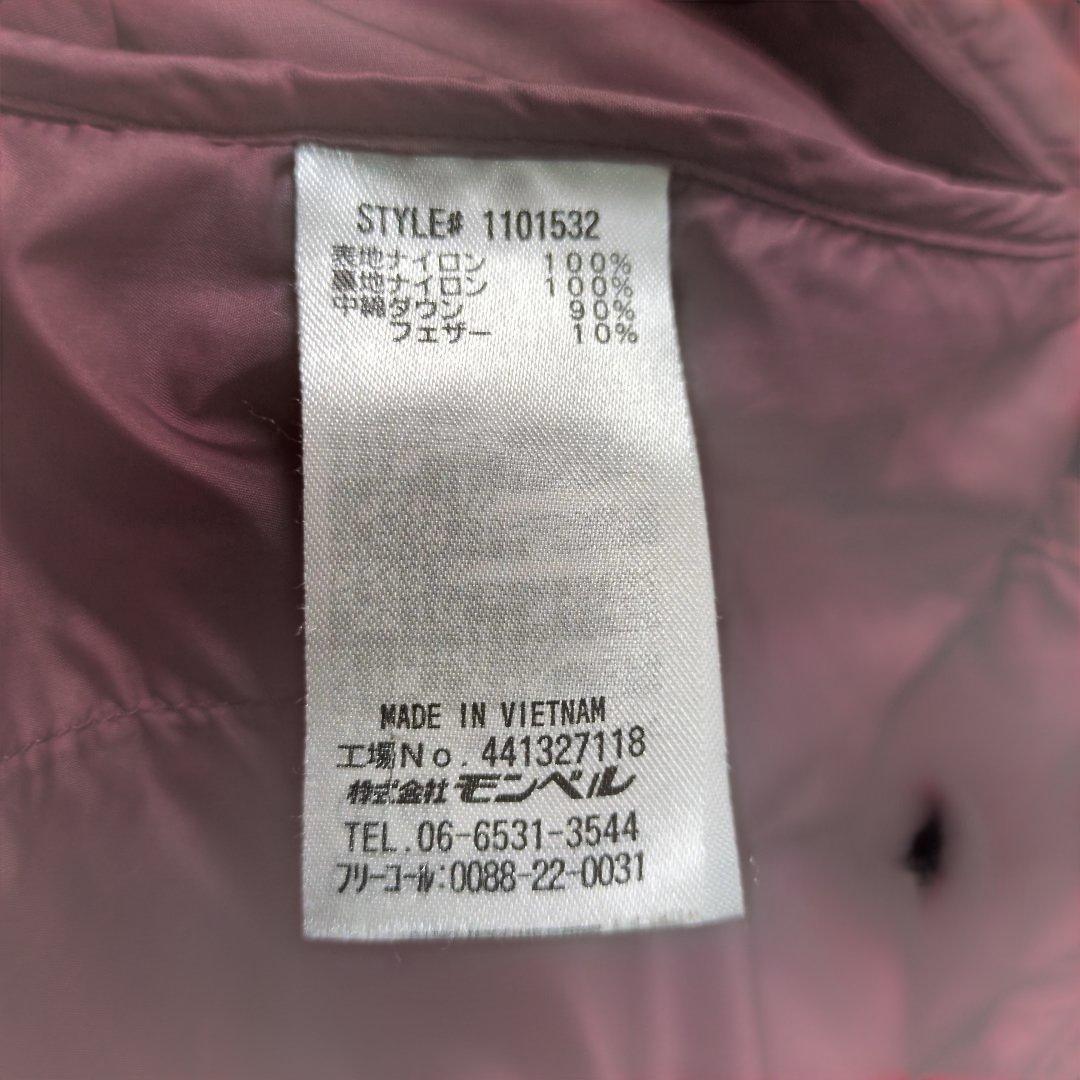 STYLE# 1101532
表地ナイロン 100%
裏地ナイロン 100%
中綿ダウン 90%
フェザー 10%
MADE IN VIETNAM
工場No. 441327118
株式会社モンベル
TEL.06-6531-3544
フリーコール:0088-22-0031